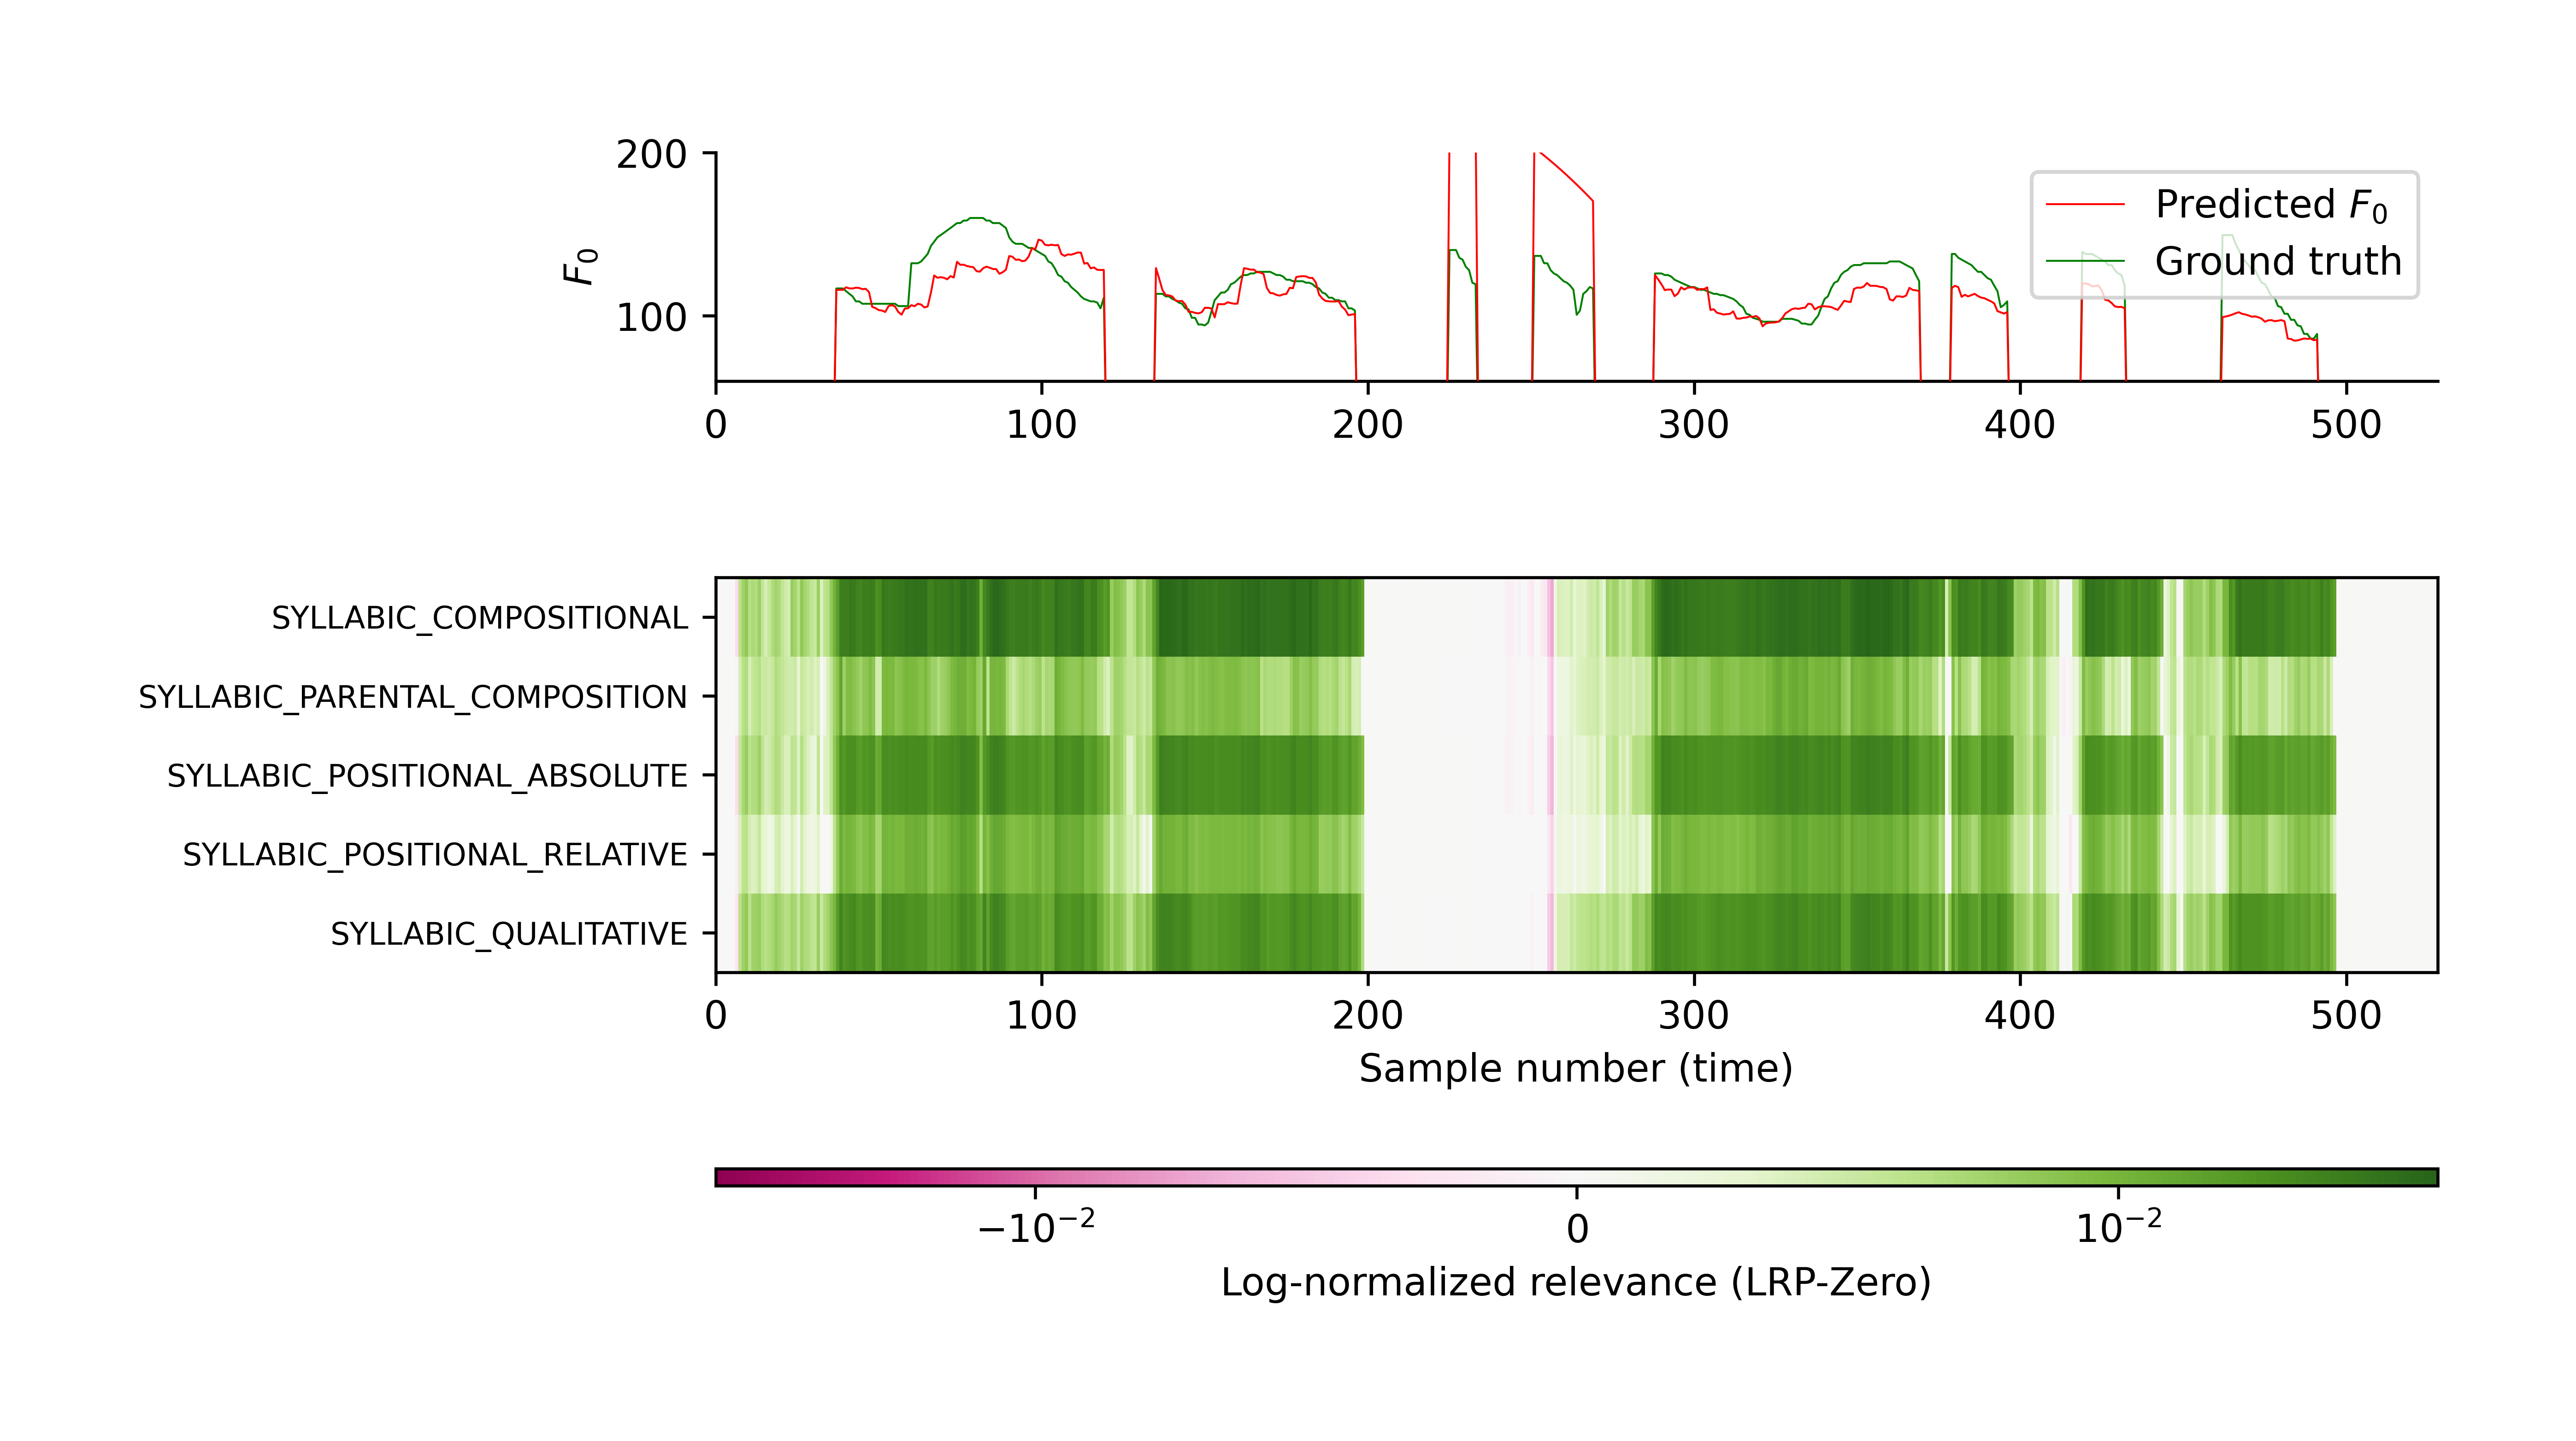 200
100
F₀
Predicted F₀
Ground truth
0 100 200 300 400 500
SYLLABIC_COMPOSITIONAL
SYLLABIC_PARENTAL_COMPOSITION
SYLLABIC_POSITIONAL_ABSOLUTE
SYLLABIC_POSITIONAL_RELATIVE
SYLLABIC_QUALITATIVE
0 100 200 300 400 500
Sample number (time)
−10⁻² 0 10⁻²
Log-normalized relevance (LRP-Zero)